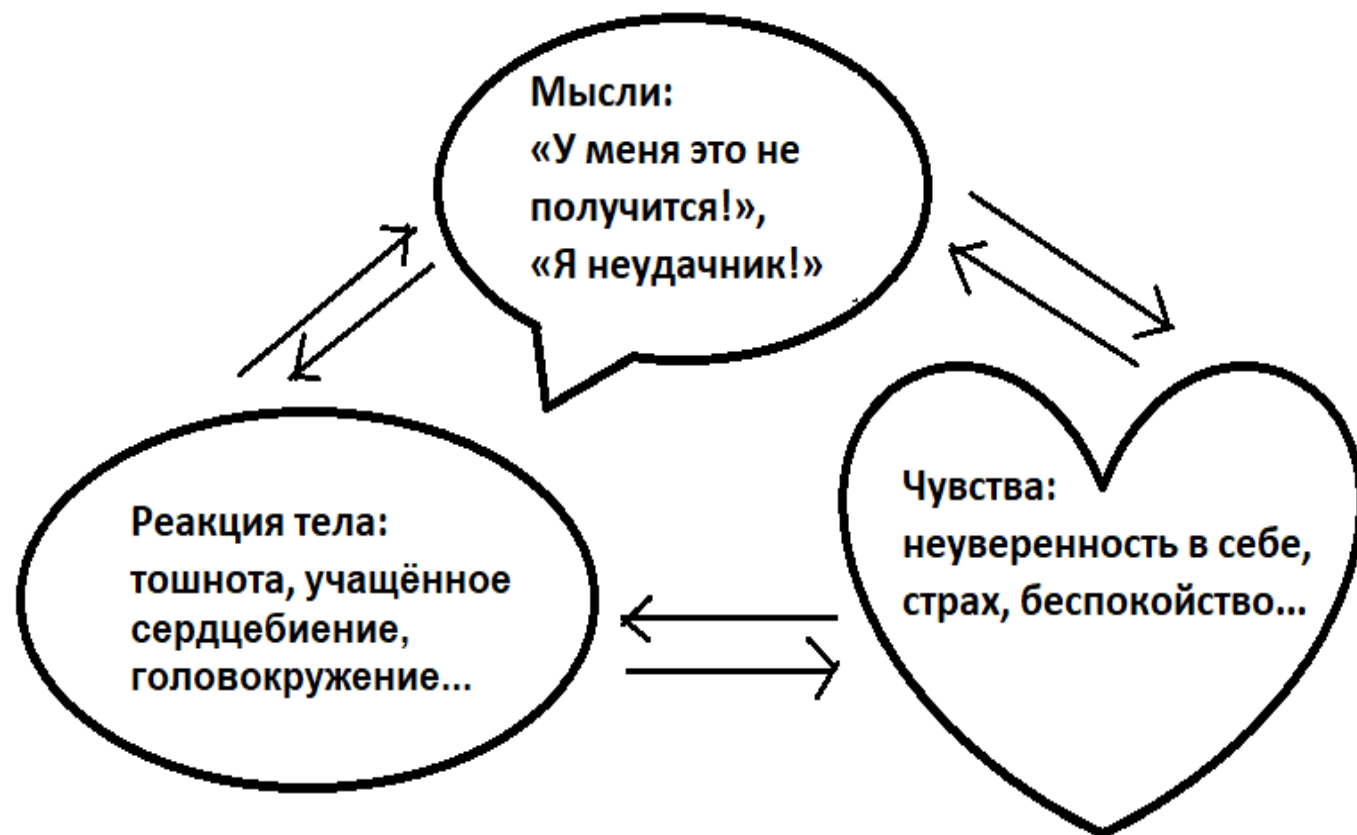 Мысли:
«У меня это не
получится!»,
«Я неудачник!»
Реакция тела:
тошнота, учащённое
сердцебиение,
головокружение...
Чувства:
неуверенность в себе,
страх, беспокойство...